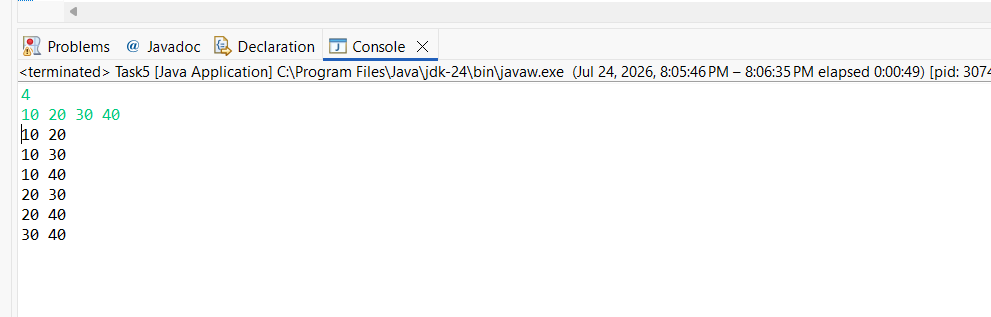 Problems @ Javadoc Declaration Console
<terminated> Task5 [Java Application] C:\Program Files\Java\jdk-24\bin\javaw.exe (Jul 24, 2026, 8:05:46 PM – 8:06:35 PM elapsed 0:00:49) [pid: 3074
4
10 20 30 40
10 20
10 30
10 40
20 30
20 40
30 40